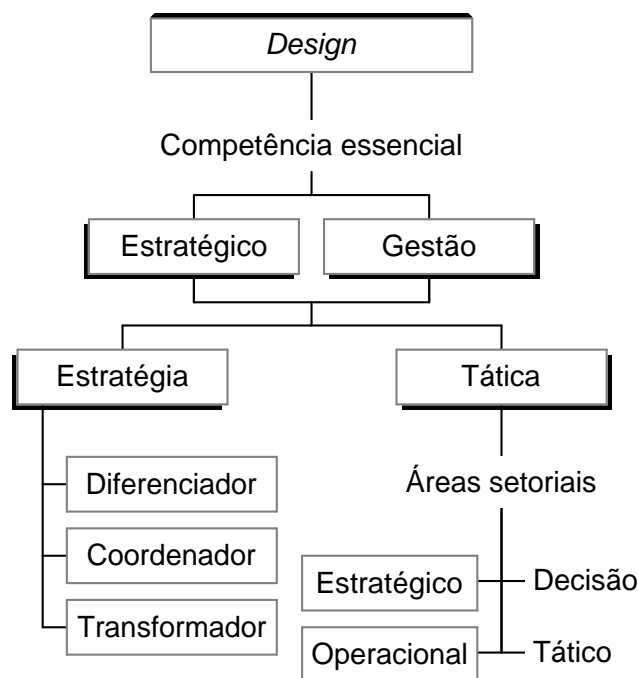 Design
Competência essencial
Estratégico
Gestão
Estratégia
Tática
Diferenciador
Coordenador
Transformador
Áreas setoriais
Estratégico
Decisão
Operacional
Tático